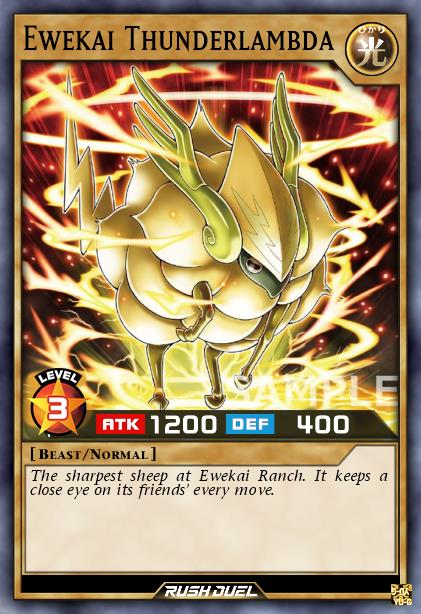 Ewekai Thunderlambda
ひかり
光
SAMPLE
LEVEL
3
ATK 1200 DEF 400
[Beast/Normal]
The sharpest sheep at Ewekai Ranch. It keeps a
close eye on its friends' every move.
RUSH DUEL